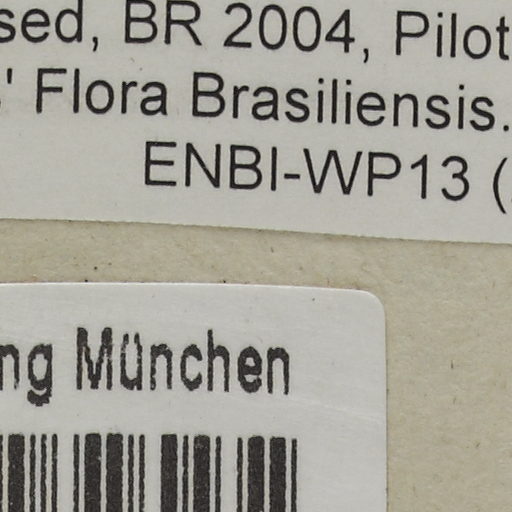 sed, BR 2004, Pilot
' Flora Brasiliensis.
ENBI-WP13 (
ng München